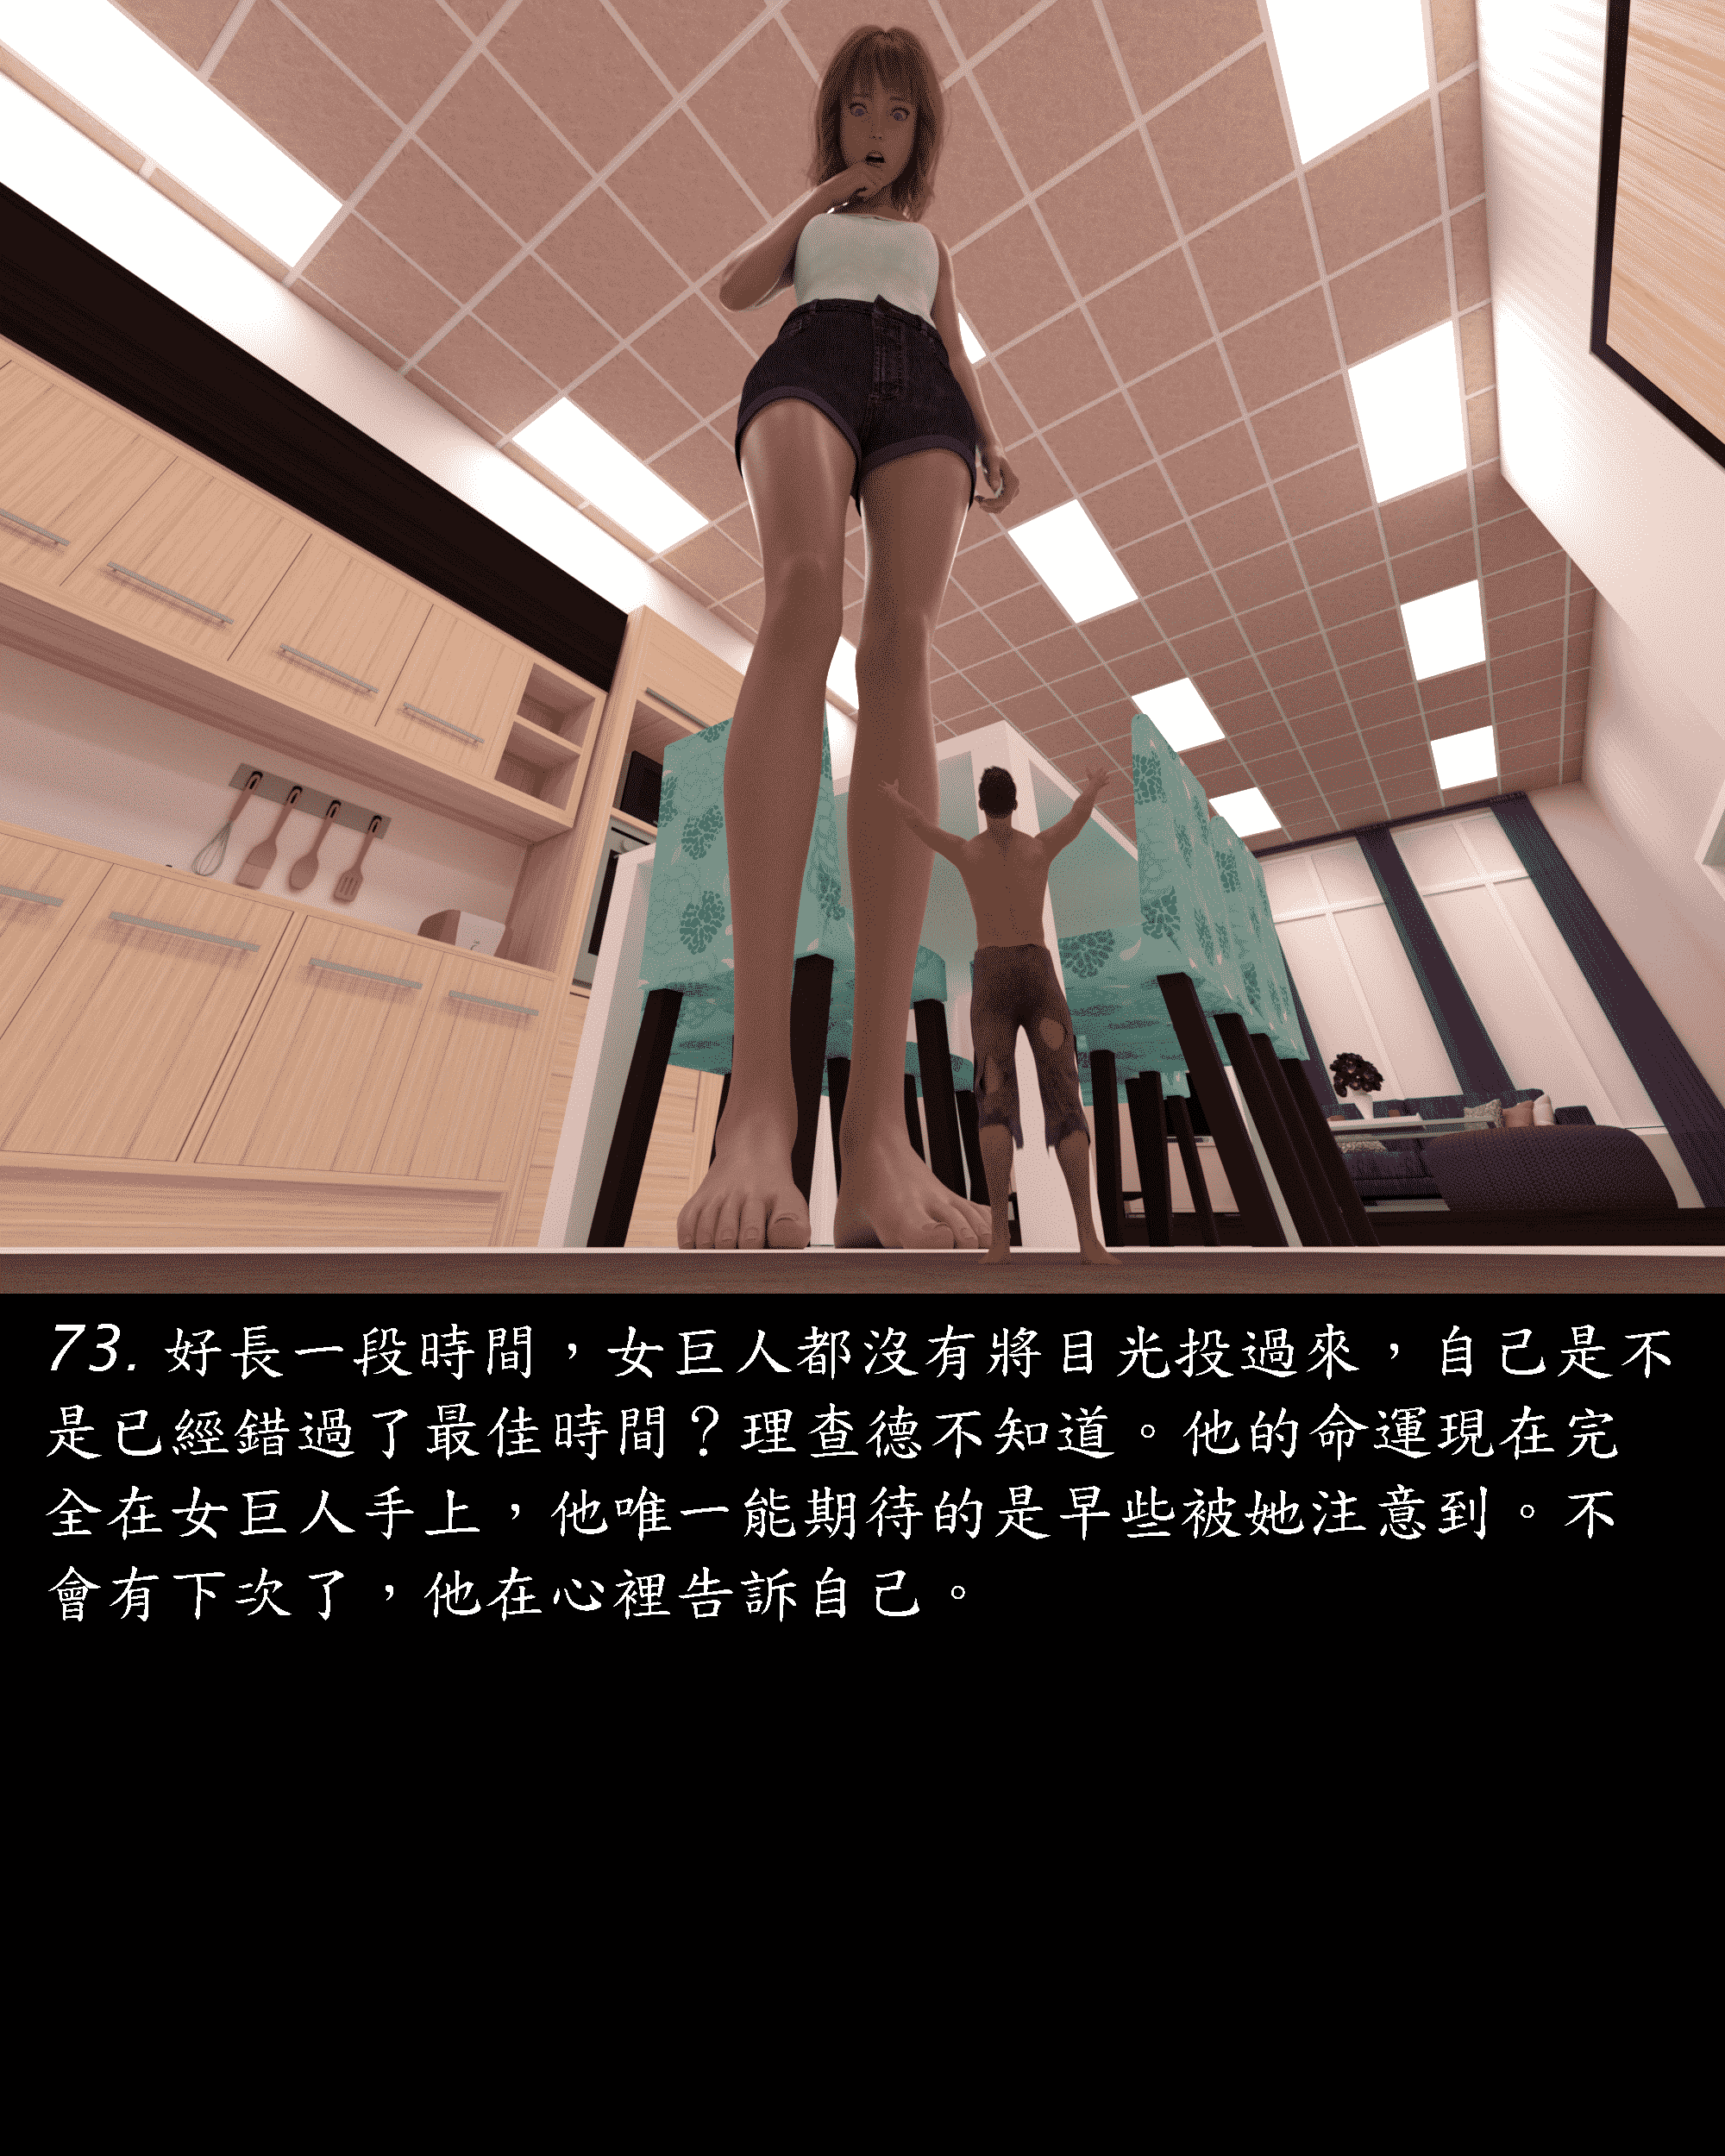 73. 好長一段時間，女巨人都沒有將目光投過來，自己是不
是已經錯過了最佳時間？理查德不知道。他的命運現在完
全在女巨人手上，他唯一能期待的是早些被她注意到。不
會有下次了，他在心裡告訴自己。